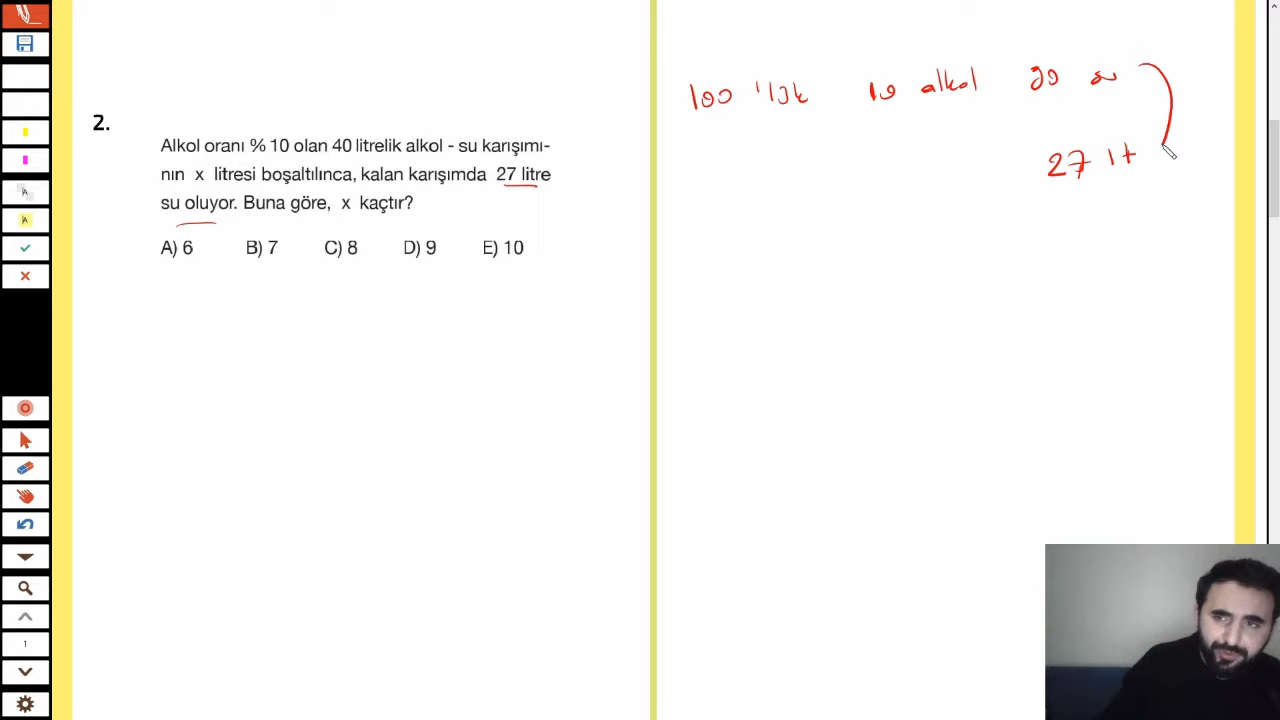 2.
Alkol oranı % 10 olan 40 litrelik alkol - su karışımı-
nın x litresi boşaltılınca, kalan karışımda 27 litre
su oluyor. Buna göre, x kaçtır?
A) 6 B) 7 C) 8 D) 9 E) 10
100 'lük 10 alkol 90 su
27 lt
A
A
1